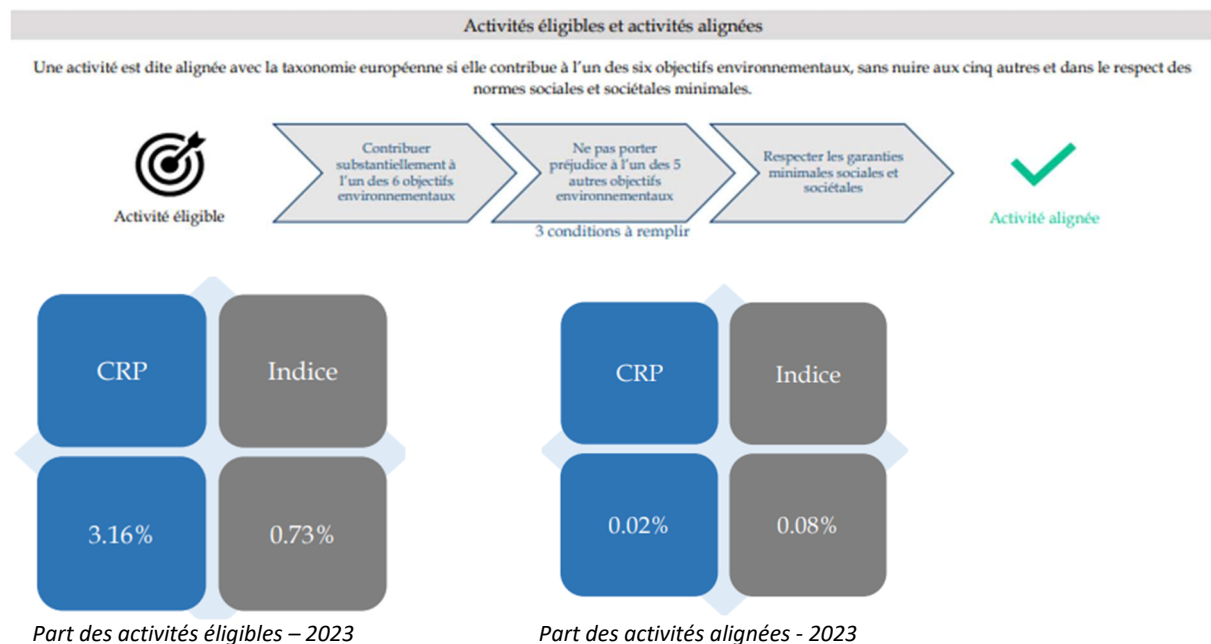 Activités éligibles et activités alignées
Une activité est dite alignée avec la taxonomie européenne si elle contribue à l'un des six objectifs environnementaux, sans nuire aux cinq autres et dans le respect des
normes sociales et sociétales minimales.
Activité éligible
Contribuer
substantiellement à
l'un des 6 objectifs
environnementaux
Ne pas porter
préjudice à l'un des 5
autres objectifs
environnementaux
Respecter les garanties
minimales sociales et
sociétales
3 conditions à remplir
Activité alignée
CRP
Indice
3.16%
0.73%
Part des activités éligibles – 2023
CRP
Indice
0.02%
0.08%
Part des activités alignées - 2023